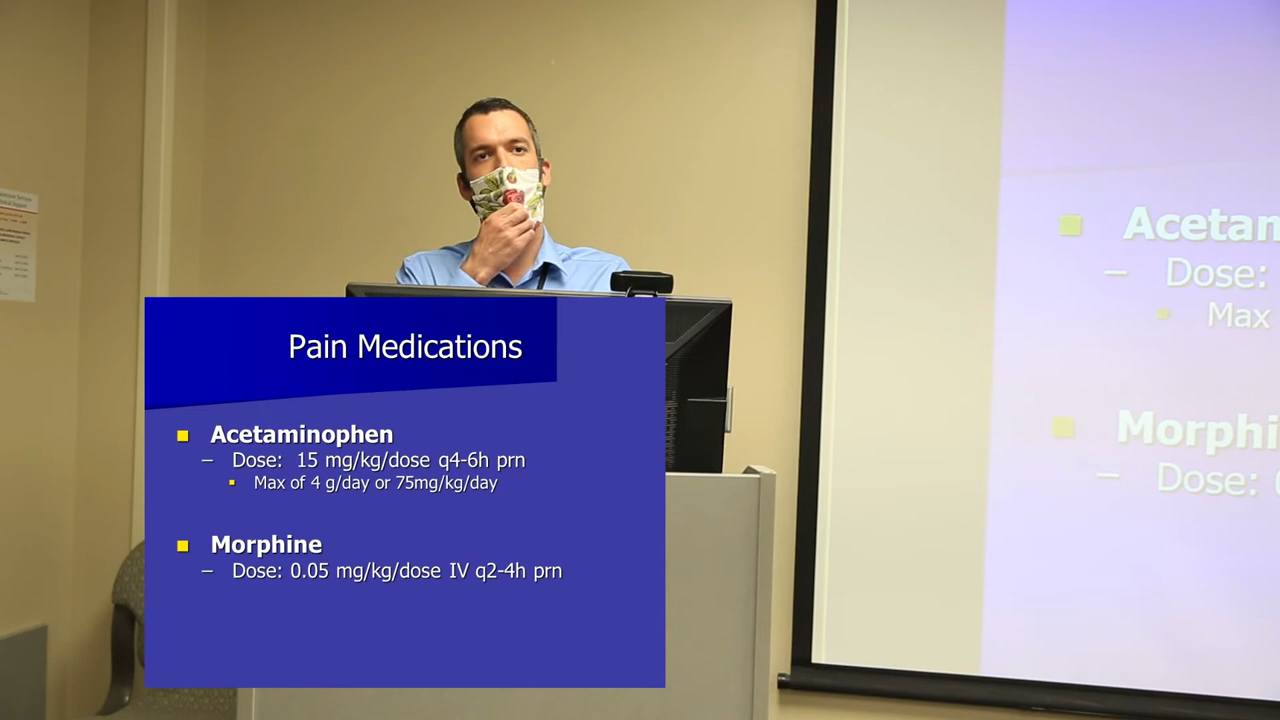 Pain Medications
Acetaminophen
– Dose: 15 mg/kg/dose q4-6h prn
Max of 4 g/day or 75mg/kg/day
Morphine
– Dose: 0.05 mg/kg/dose IV q2-4h prn
Acetam
– Dose:
Max
Morphi
– Dose: